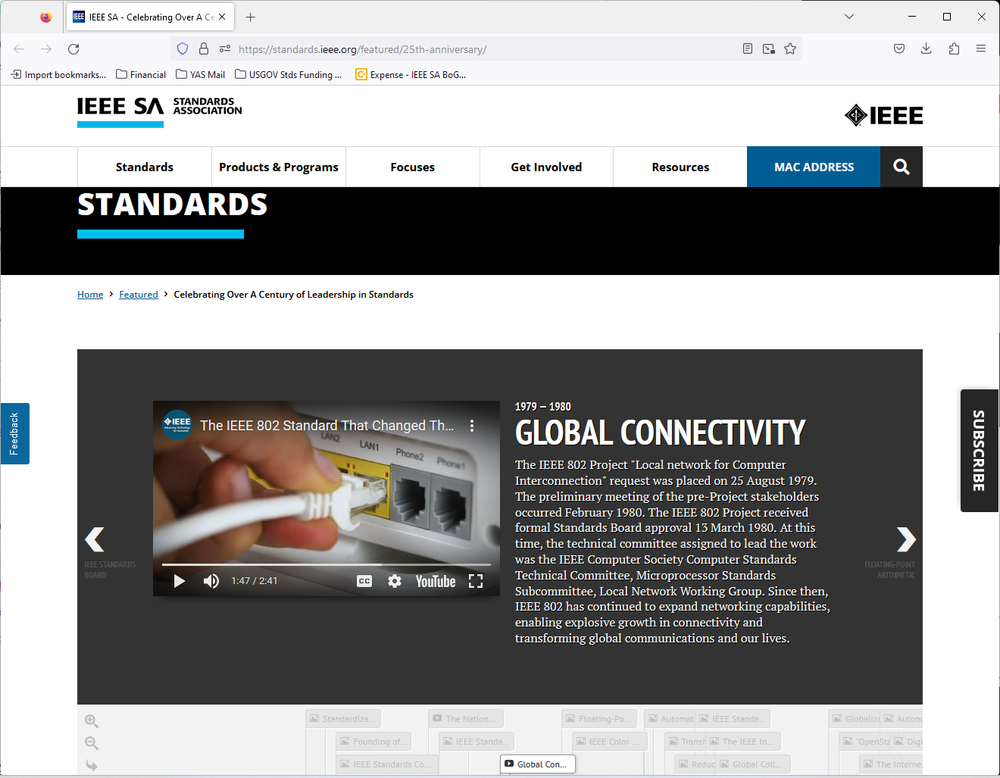 IEEE SA - Celebrating Over A Ce
https://standards.ieee.org/featured/25th-anniversary/
Import bookmarks... Financial YAS Mail USGOV Stds Funding ... Expense - IEEE SA BoG...
IEEE SA STANDARDS ASSOCIATION
IEEE
Standards Products & Programs Focuses Get Involved Resources MAC ADDRESS
STANDARDS
Home > Featured > Celebrating Over A Century of Leadership in Standards
Feedback
SUBSCRIBE
IEEE
Advancing Technology
for Humanity
The IEEE 802 Standard That Changed Th...
LAN2 LAN1 Phone2 Phone1
1:47 / 2:41 CC YouTube
1979 – 1980
GLOBAL CONNECTIVITY
The IEEE 802 Project "Local network for Computer
Interconnection" request was placed on 25 August 1979.
The preliminary meeting of the pre-Project stakeholders
occurred February 1980. The IEEE 802 Project received
formal Standards Board approval 13 March 1980. At this
time, the technical committee assigned to lead the work
was the IEEE Computer Society Computer Standards
Technical Committee, Microprocessor Standards
Subcommittee, Local Network Working Group. Since then,
IEEE 802 has continued to expand networking capabilities,
enabling explosive growth in connectivity and
transforming global communications and our lives.
IEEE STANDARDS
BOARD
FLOATING-POINT
ARITHMETIC
Standardiza... The Nation... Floating-Po... Automat IEEE Standa... Globaliza Autono
Founding of... IEEE Standa... IEEE Color ... Transi The IEEE In... "OpenSta Digi
IEEE Standards Co... Global Con... Reduc Global Coll... The Interne